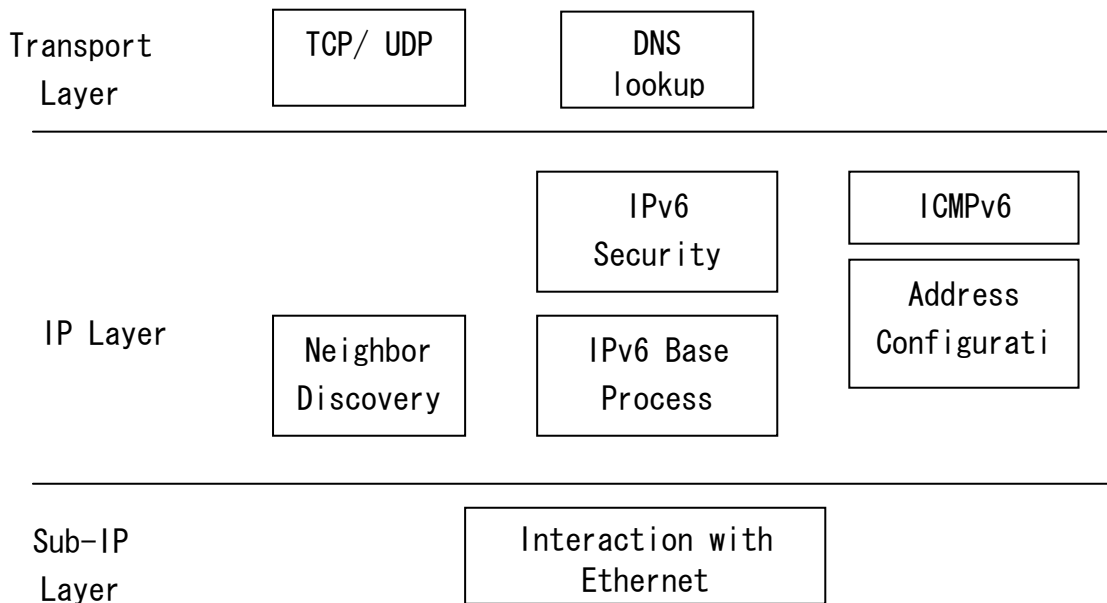 Transport
Layer
TCP/ UDP
DNS
lookup
IP Layer
IPv6
Security
ICMPv6
Address
Configurati
Neighbor
Discovery
IPv6 Base
Process
Sub-IP
Layer
Interaction with
Ethernet